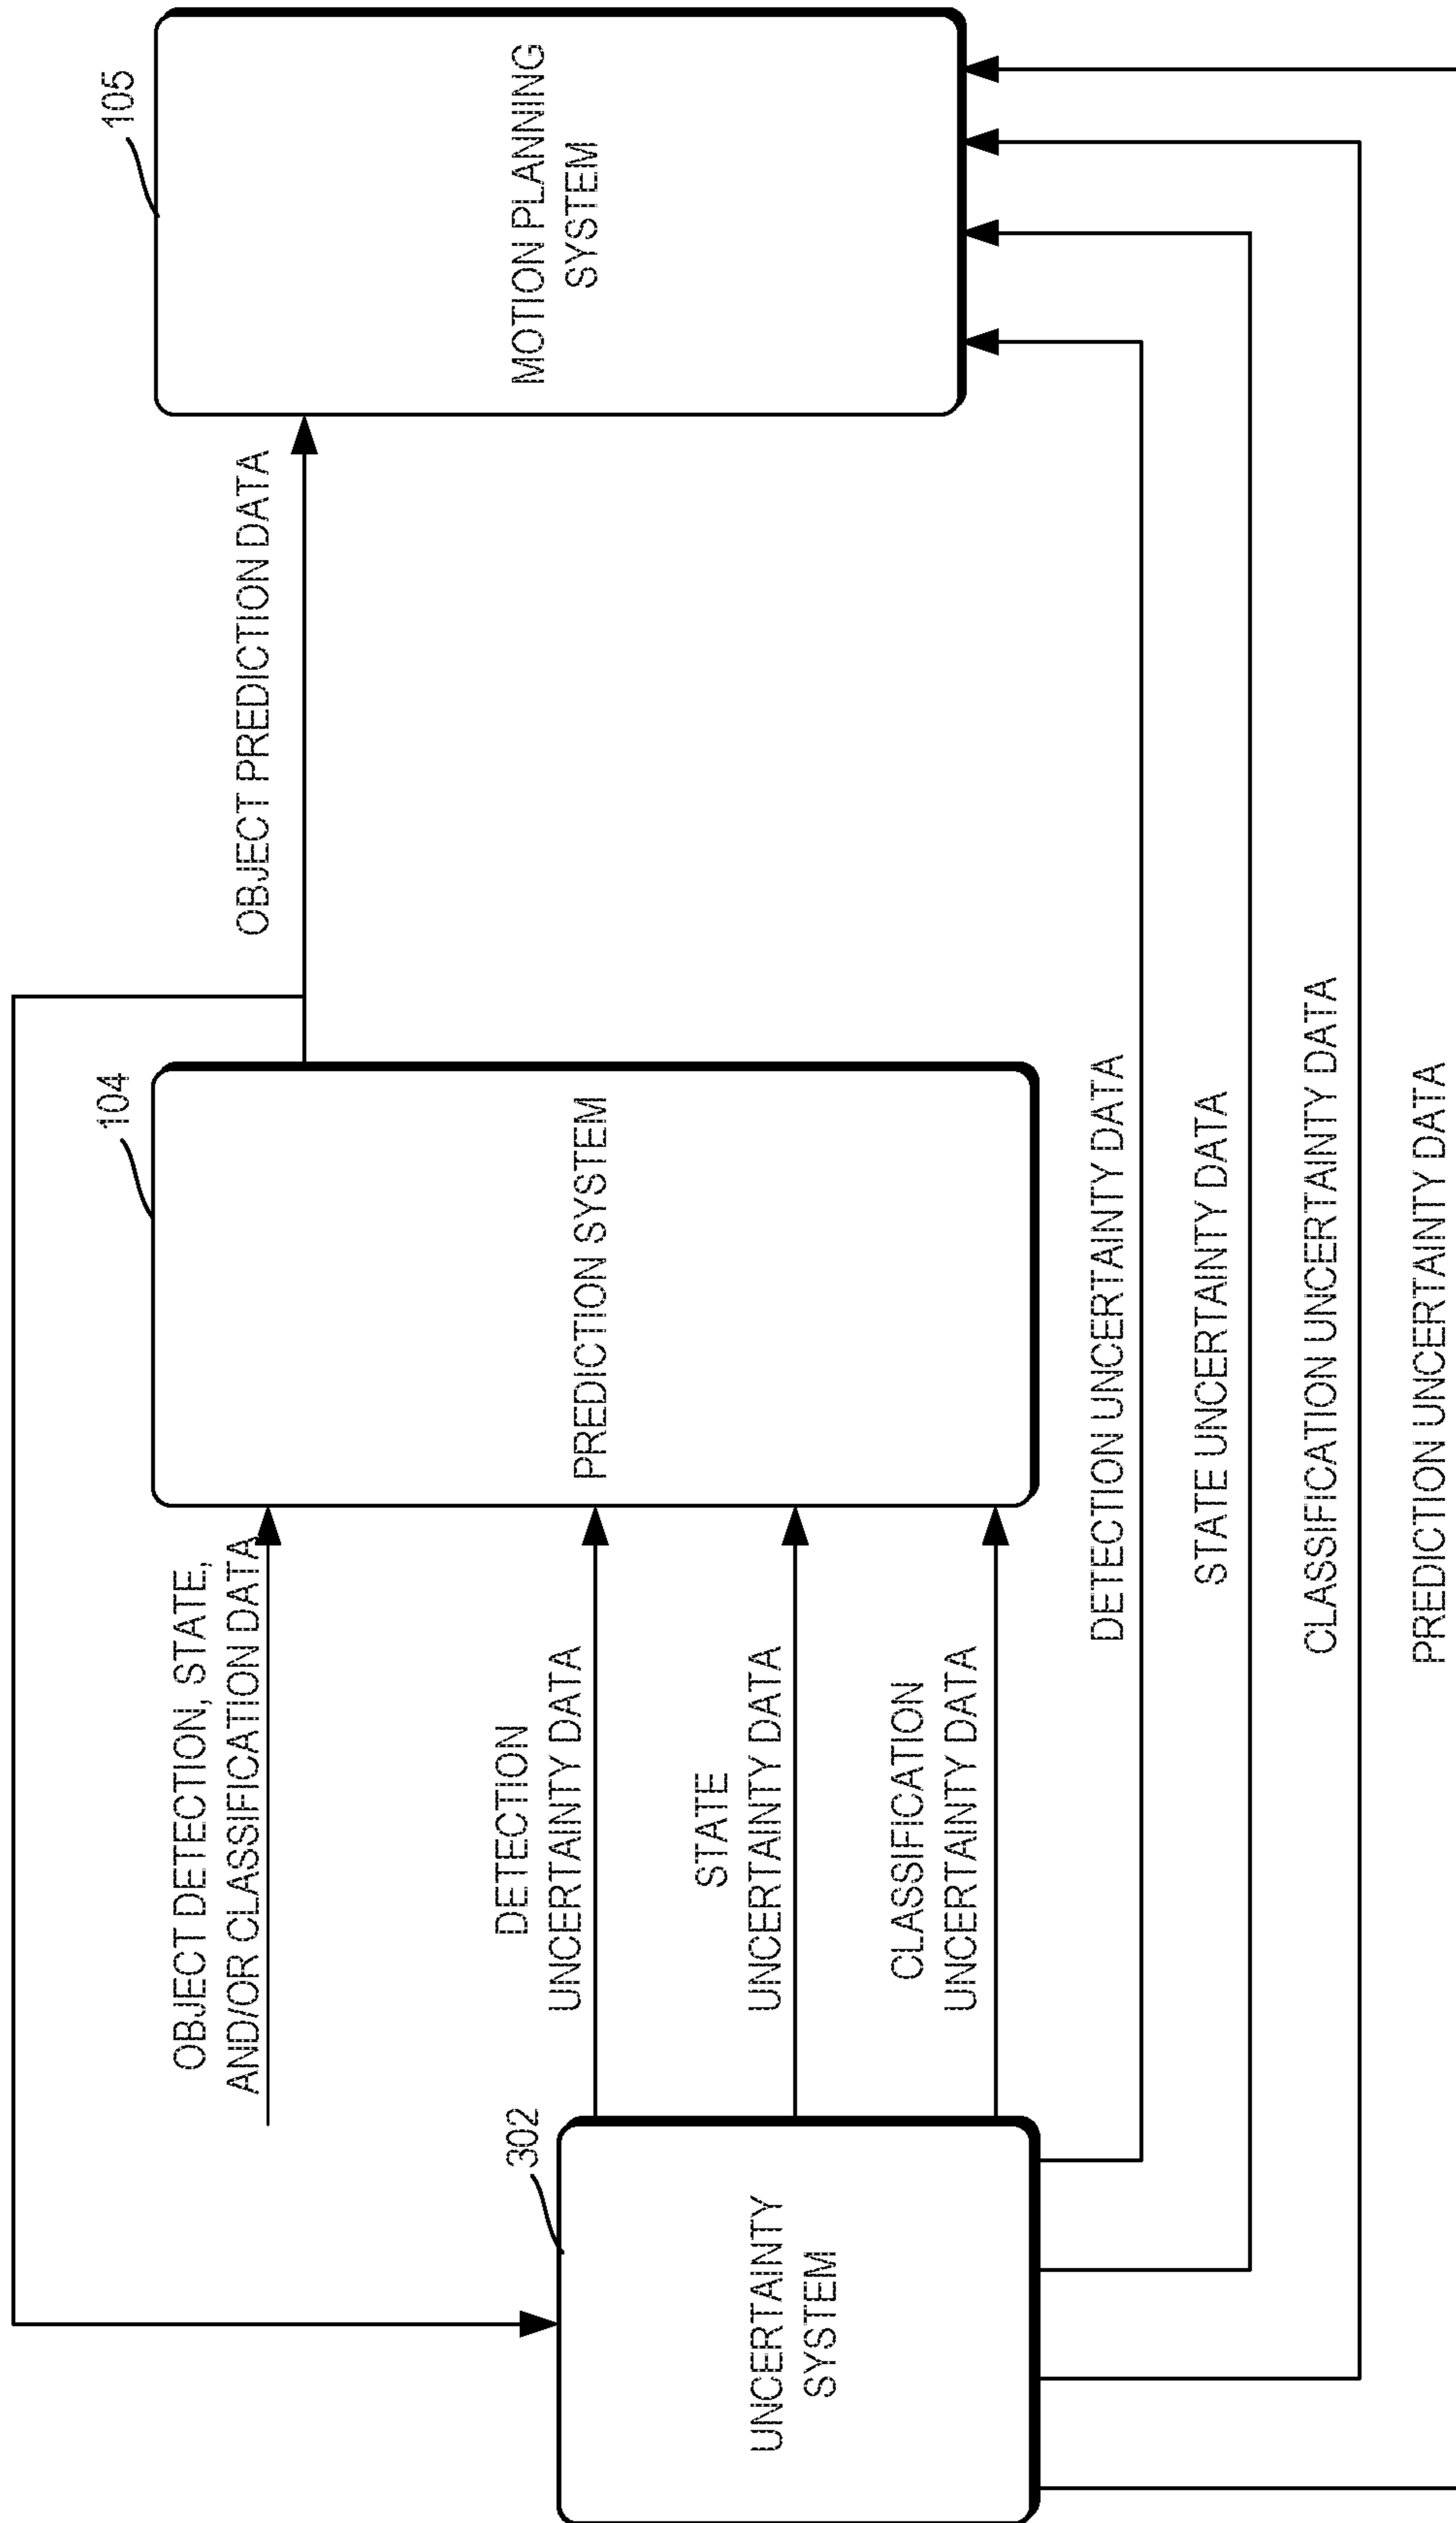 OBJECT DETECTION, STATE,
AND/OR CLASSIFICATION DATA
104
OBJECT PREDICTION DATA
105
302
DETECTION
UNCERTAINTY DATA
STATE
UNCERTAINTY DATA
CLASSIFICATION
UNCERTAINTY DATA
UNCERTAINTY
SYSTEM
PREDICTION SYSTEM
MOTION PLANNING
SYSTEM
DETECTION UNCERTAINTY DATA
STATE UNCERTAINTY DATA
CLASSIFICATION UNCERTAINTY DATA
PREDICTION UNCERTAINTY DATA